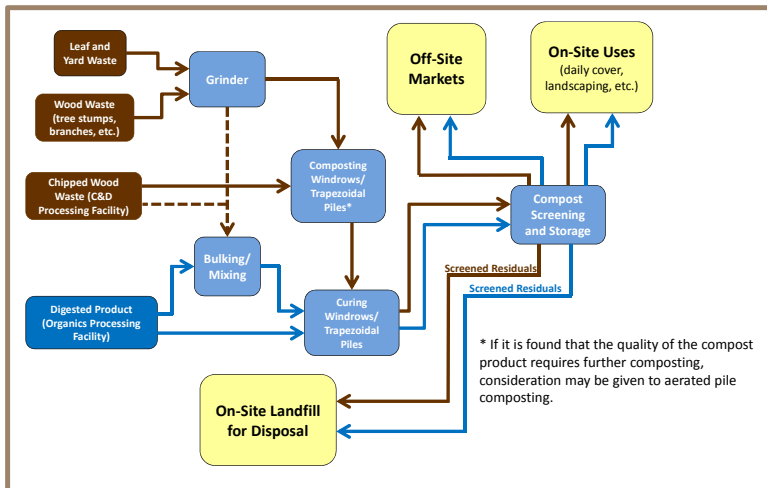 Leaf and
Yard Waste
Grinder
Off-Site
Markets
On-Site Uses
(daily cover,
landscaping, etc.)
Wood Waste
(tree stumps,
branches, etc.)
Chipped Wood
Waste (C&D
Processing Facility)
Composting
Windrows/
Trapezoidal
Piles*
Compost
Screening
and Storage
Bulking/
Mixing
Screened Residuals
Screened Residuals
Digested Product
(Organics Processing
Facility)
Curing
Windrows/
Trapezoidal
Piles
* If it is found that the quality of the compost
product requires further composting,
consideration may be given to aerated pile
composting.
On-Site Landfill
for Disposal